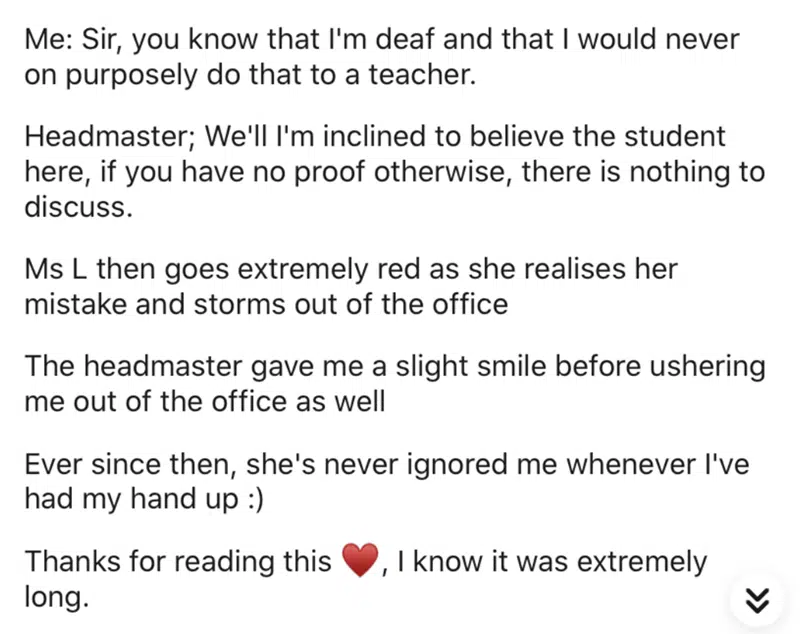 Me: Sir, you know that I'm deaf and that I would never
on purposely do that to a teacher.
Headmaster; We'll I'm inclined to believe the student
here, if you have no proof otherwise, there is nothing to
discuss.
Ms L then goes extremely red as she realises her
mistake and storms out of the office
The headmaster gave me a slight smile before ushering
me out of the office as well
Ever since then, she's never ignored me whenever I've
had my hand up :)
Thanks for reading this ♥️, I know it was extremely
long.